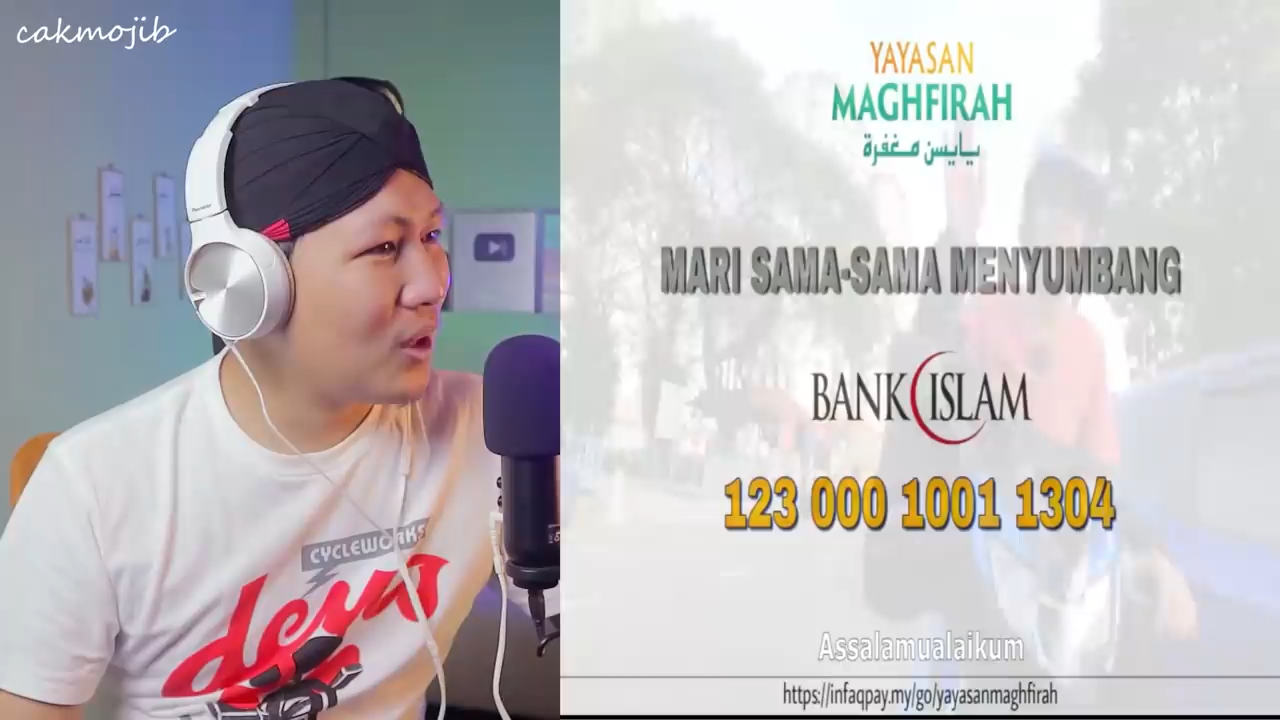 cakmojib
YAYASAN
MAGHFIRAH
يايسن مغفرة
MARI SAMA-SAMA MENYUMBANG
BANK ISLAM
123 000 1001 1304
CYCLEWORKS
Assalamualaikum
https://infaqpay.my/go/yayasanmaghfirah